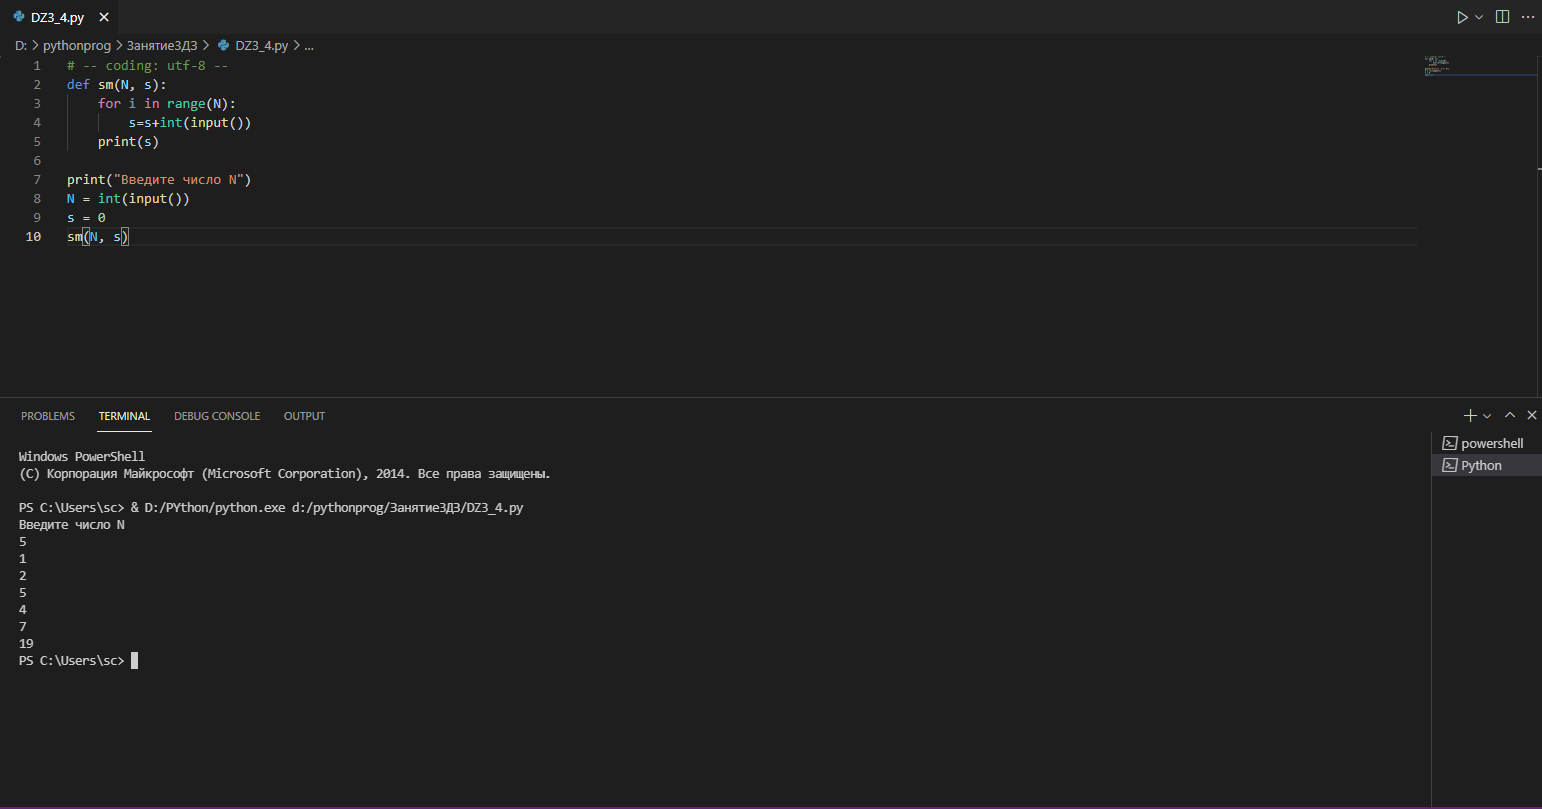 DZ3_4.py
D: > pythonprog > Занятие3ДЗ > DZ3_4.py > ...
1 # -- coding: utf-8 --
2 def sm(N, s):
3     for i in range(N):
4         s=s+int(input())
5     print(s)
6
7 print("Введите число N")
8 N = int(input())
9 s = 0
10 sm(N, s)
PROBLEMS TERMINAL DEBUG CONSOLE OUTPUT
Windows PowerShell
(C) Корпорация Майкрософт (Microsoft Corporation), 2014. Все права защищены.
PS C:\Users\sc> & D:/PYthon/python.exe d:/pythonprog/Занятие3ДЗ/DZ3_4.py
Введите число N
5
1
2
5
4
7
19
PS C:\Users\sc>
powershell
Python